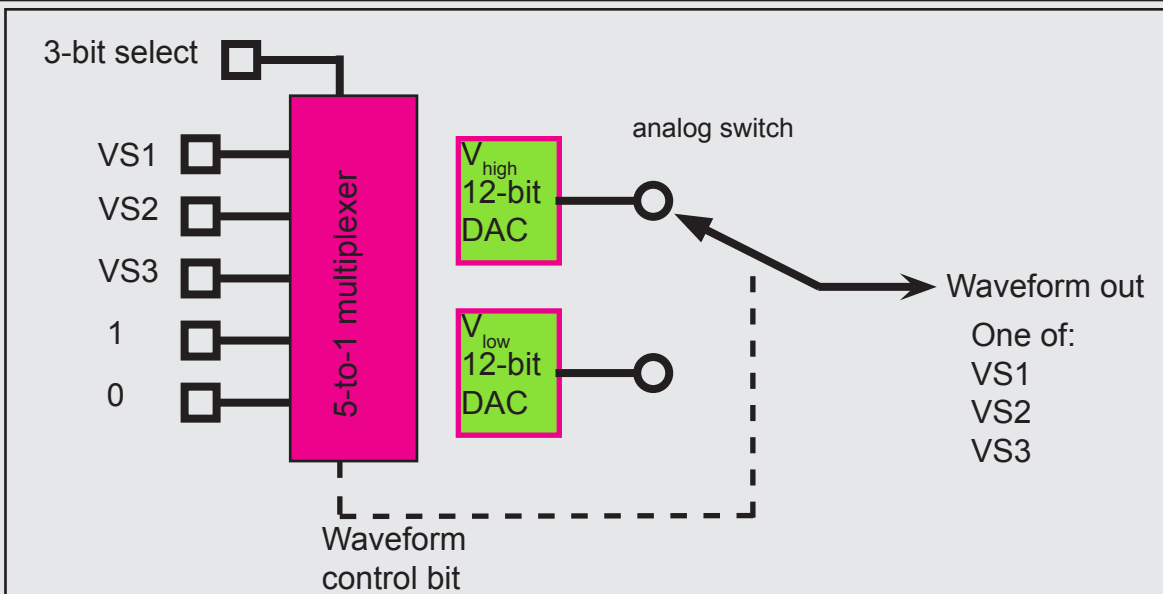 3-bit select
VS1
VS2
VS3
1
0
5-to-1 multiplexer
Vhigh
12-bit
DAC
Vlow
12-bit
DAC
analog switch
Waveform out
One of:
VS1
VS2
VS3
Waveform
control bit